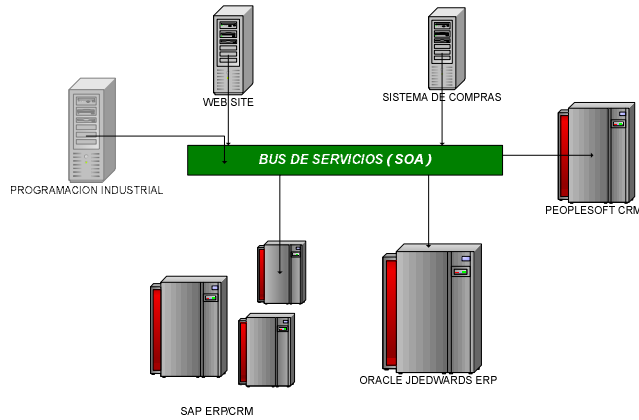 WEB SITE
SISTEMA DE COMPRAS
PROGRAMACION INDUSTRIAL
BUS DE SERVICIOS ( SOA )
PEOPLESOFT CRM
ORACLE JDEDWARDS ERP
SAP ERP/CRM